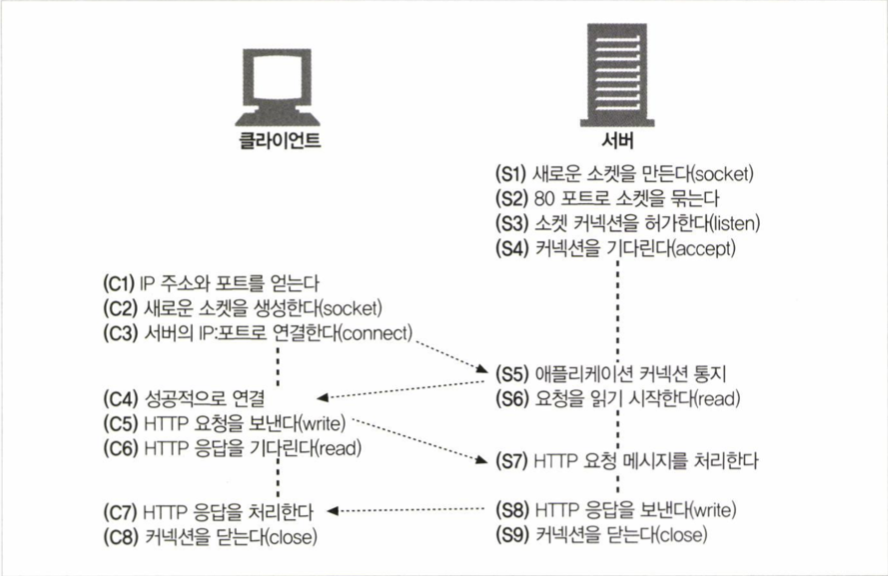 클라이언트
서버
(S1) 새로운 소켓을 만든다(socket)
(S2) 80 포트로 소켓을 묶는다
(S3) 소켓 커넥션을 허가한다(listen)
(S4) 커넥션을 기다린다(accept)
(C1) IP 주소와 포트를 얻는다
(C2) 새로운 소켓을 생성한다(socket)
(C3) 서버의 IP:포트로 연결한다(connect)
(S5) 애플리케이션 커넥션 통지
(S6) 요청을 읽기 시작한다(read)
(C4) 성공적으로 연결
(C5) HTTP 요청을 보낸다(write)
(C6) HTTP 응답을 기다린다(read)
(S7) HTTP 요청 메시지를 처리한다
(S8) HTTP 응답을 보낸다(write)
(S9) 커넥션을 닫는다(close)
(C7) HTTP 응답을 처리한다
(C8) 커넥션을 닫는다(close)